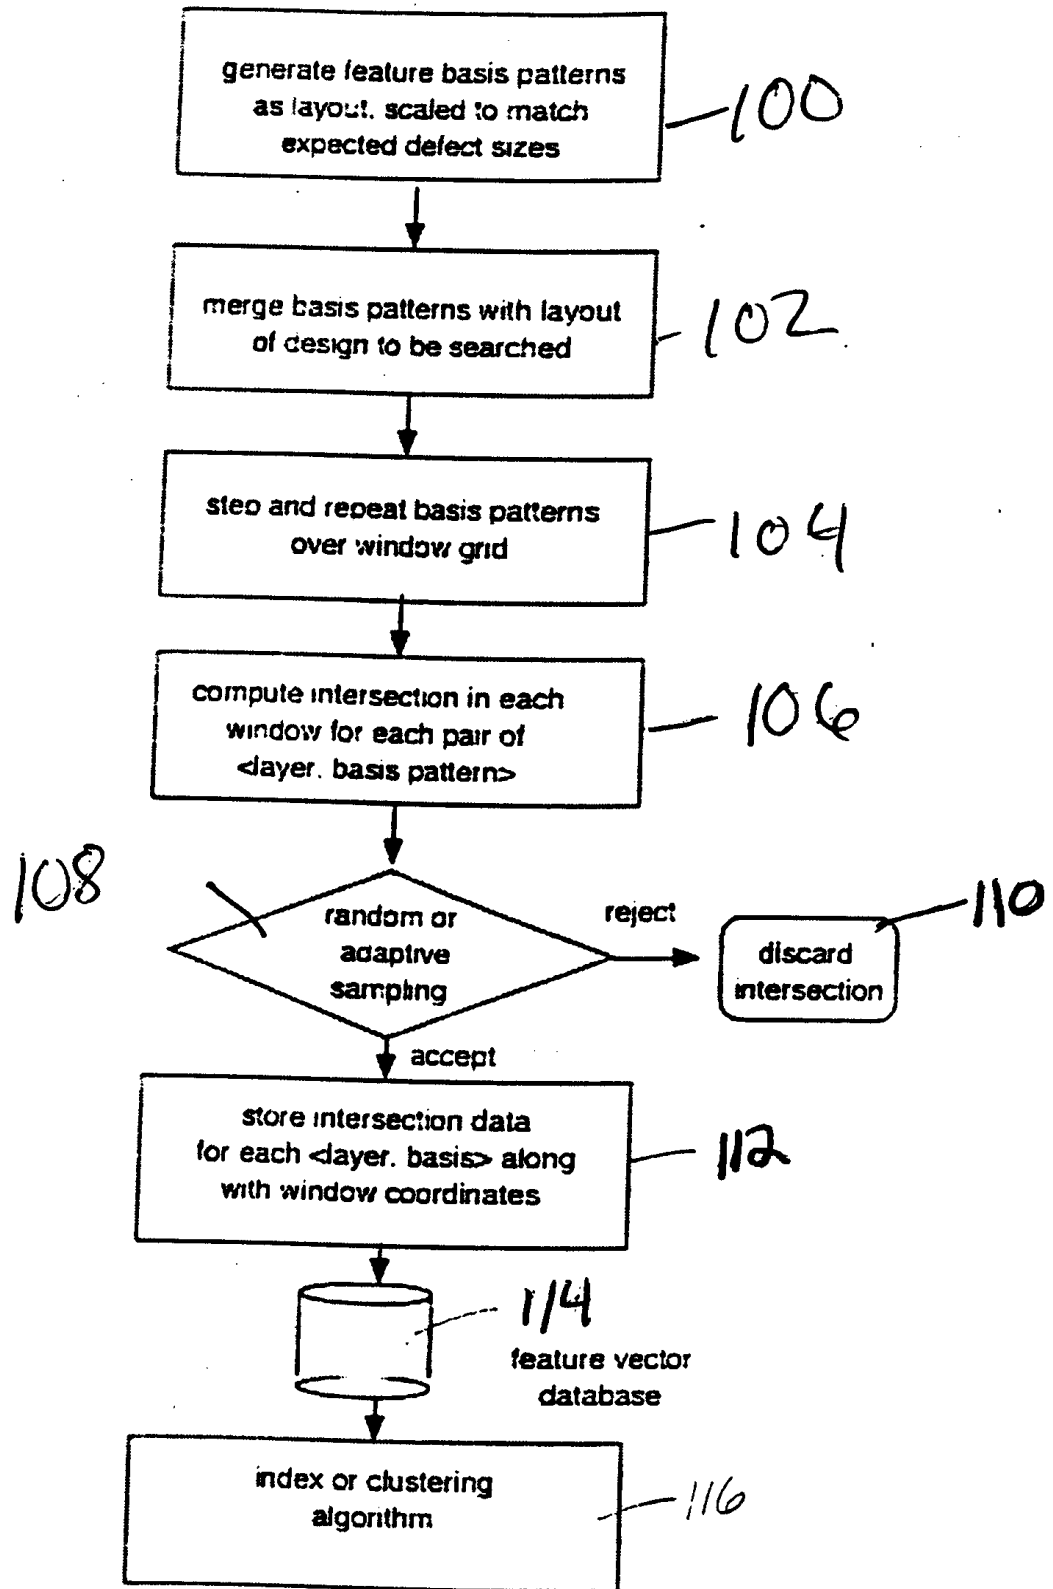 generate feature basis patterns
as layout, scaled to match
expected defect sizes
100
merge basis patterns with layout
of design to be searched
102
step and repeat basis patterns
over window grid
104
compute intersection in each
window for each pair of
<layer, basis pattern>
106
108
random or
adaptive
sampling
reject
discard
intersection
110
accept
store intersection data
for each <layer, basis> along
with window coordinates
112
114
feature vector
database
index or clustering
algorithm
116